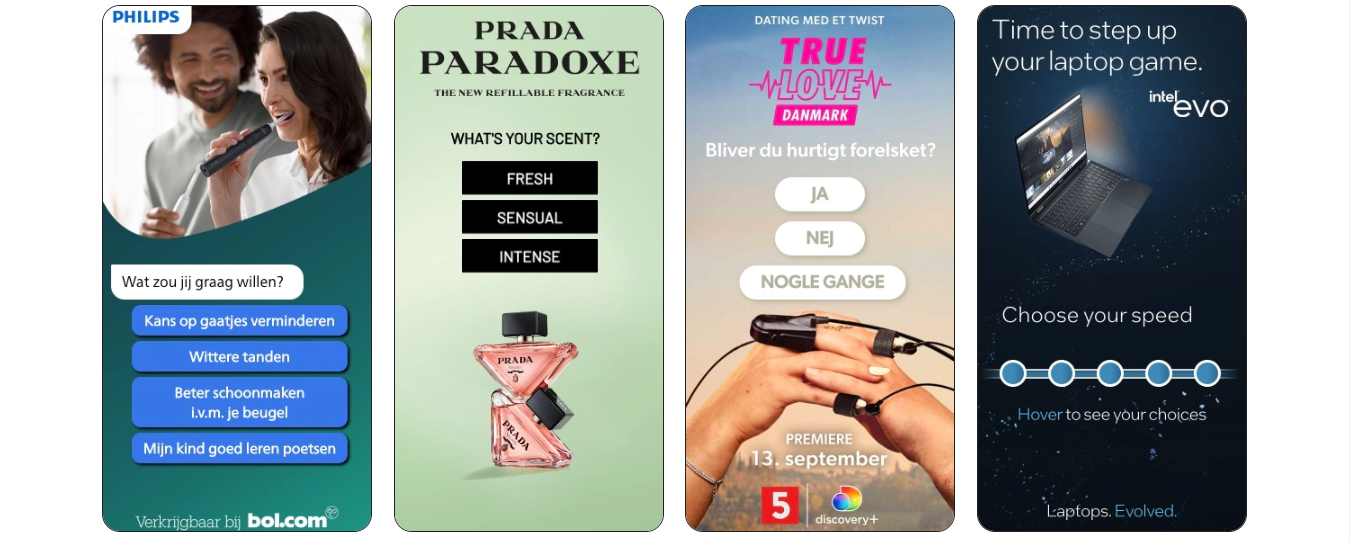 PHILIPS
Wat zou jij graag willen?
Kans op gaatjes verminderen
Wittere tanden
Beter schoonmaken
i.v.m. je beugel
Mijn kind goed leren poetsen
Verkrijgbaar bij bol.com
PRADA
PARADOXE
THE NEW REFILLABLE FRAGRANCE
WHAT'S YOUR SCENT?
FRESH
SENSUAL
INTENSE
PRADA
PRADA
DATING MED ET TWIST
TRUE
LOVE
DANMARK
Bliver du hurtigt forelsket?
JA
NEJ
NOGLE GANGE
PREMIERE
13. september
5
discovery+
Time to step up
your laptop game.
intel
evo
Choose your speed
Hover to see your choices
Laptops. Evolved.